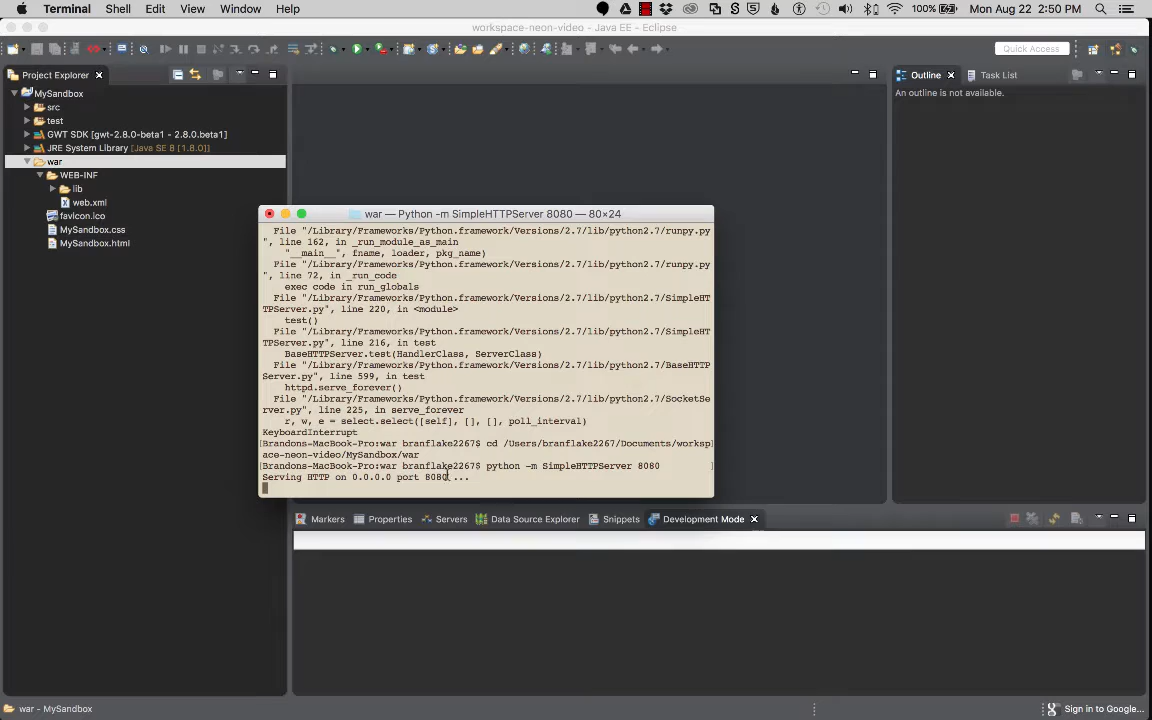 Terminal Shell Edit View Window Help 100% Mon Aug 22 2:50 PM
workspace-neon-video - Java EE - Eclipse
Quick Access
Project Explorer
MySandbox
src
test
GWT SDK [gwt-2.8.0-beta1 - 2.8.0.beta1]
JRE System Library [Java SE 8 [1.8.0]]
war
WEB-INF
lib
web.xml
favicon.ico
MySandbox.css
MySandbox.html
Outline Task List
An outline is not available.
war — Python -m SimpleHTTPServer 8080 — 80×24
File "/Library/Frameworks/Python.framework/Versions/2.7/lib/python2.7/runpy.py
", line 162, in _run_module_as_main
"__main__", fname, loader, pkg_name)
File "/Library/Frameworks/Python.framework/Versions/2.7/lib/python2.7/runpy.py
", line 72, in _run_code
exec code in run_globals
File "/Library/Frameworks/Python.framework/Versions/2.7/lib/python2.7/SimpleHT
TPServer.py", line 220, in <module>
test()
File "/Library/Frameworks/Python.framework/Versions/2.7/lib/python2.7/SimpleHT
TPServer.py", line 216, in test
BaseHTTPServer.test(HandlerClass, ServerClass)
File "/Library/Frameworks/Python.framework/Versions/2.7/lib/python2.7/BaseHTTP
Server.py", line 599, in test
httpd.serve_forever()
File "/Library/Frameworks/Python.framework/Versions/2.7/lib/python2.7/SocketSe
rver.py", line 225, in serve_forever
r, w, e = select.select([self], [], [], poll_interval)
KeyboardInterrupt
[Brandons-MacBook-Pro:war branflake2267$ cd /Users/branflake2267/Documents/worksp]
ace-neon-video/MySandbox/war
[Brandons-MacBook-Pro:war branflake2267$ python -m SimpleHTTPServer 8080 ]
Serving HTTP on 0.0.0.0 port 8080 ...
Markers Properties Servers Data Source Explorer Snippets Development Mode
war - MySandbox
Sign in to Google...